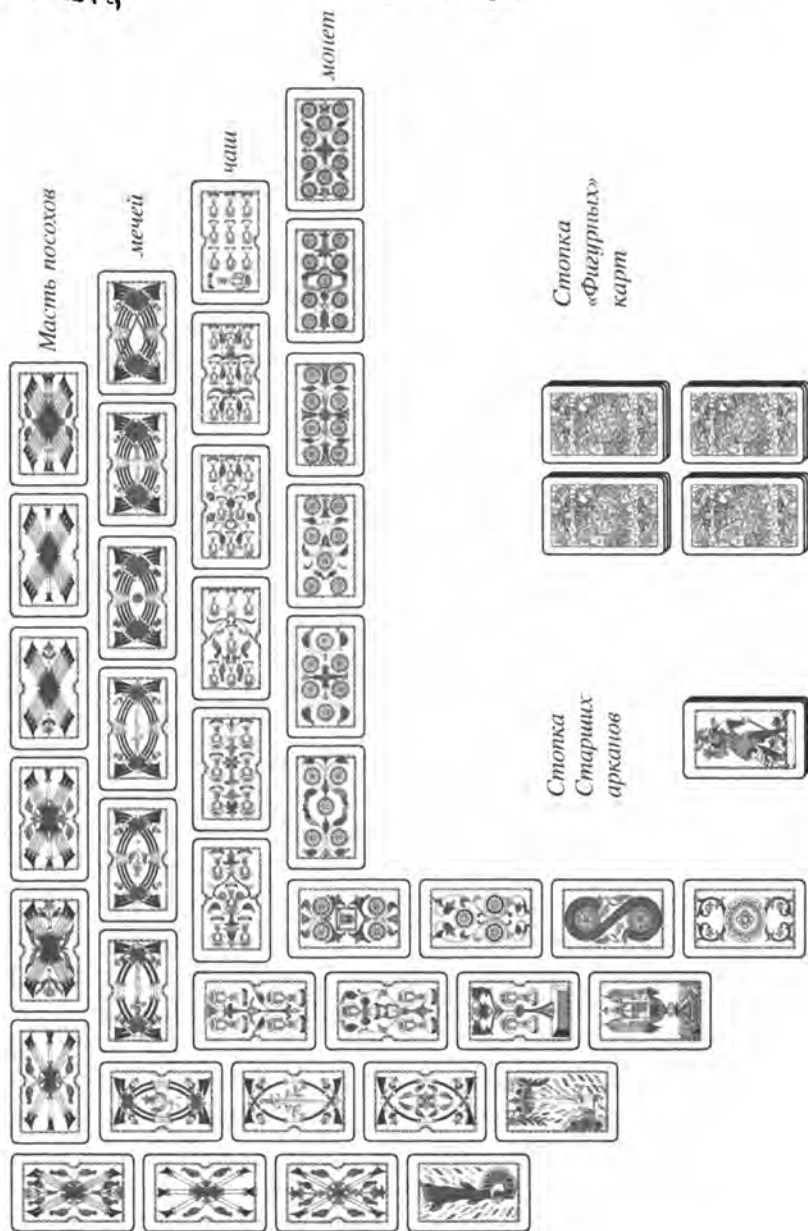 Масть посохов
мечей
чаш
монет
Стопка
«Фигурных»
карт
Стопка
Старших
арканов